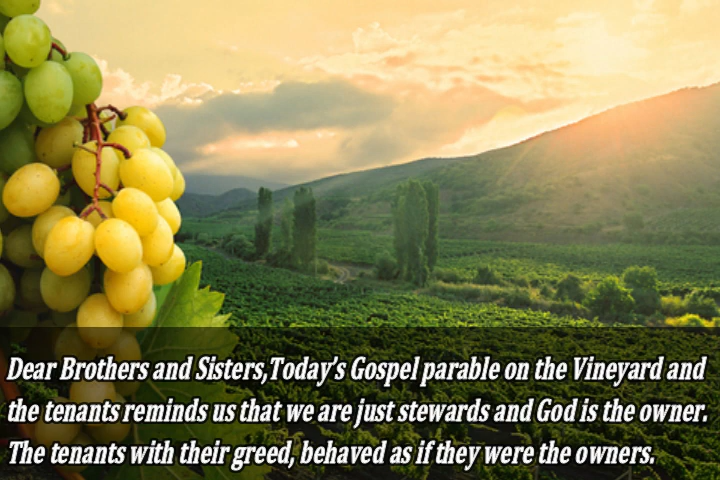 Dear Brothers and Sisters,Today's Gospel parable on the Vineyard and
the tenants reminds us that we are just stewards and God is the owner.
The tenants with their greed, behaved as if they were the owners.